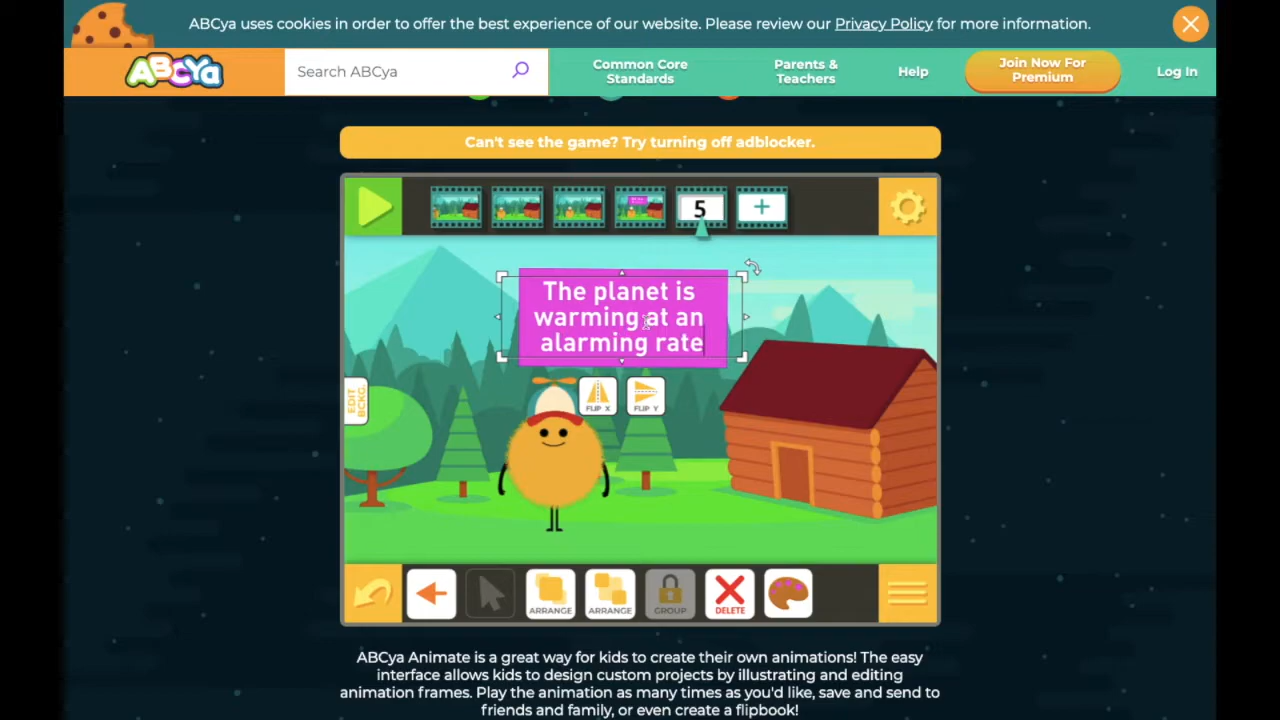 ABCya uses cookies in order to offer the best experience of our website. Please review our Privacy Policy for more information.
ABCYa
Search ABCya
Common Core
Standards
Parents &
Teachers
Help
Join Now For
Premium
Log In
Can't see the game? Try turning off adblocker.
5
+
The planet is
warming at an
alarming rate
EDIT
BCKG.
FLIP X
FLIP Y
ARRANGE
ARRANGE
GROUP
DELETE
ABCya Animate is a great way for kids to create their own animations! The easy
interface allows kids to design custom projects by illustrating and editing
animation frames. Play the animation as many times as you'd like, save and send to
friends and family, or even create a flipbook!